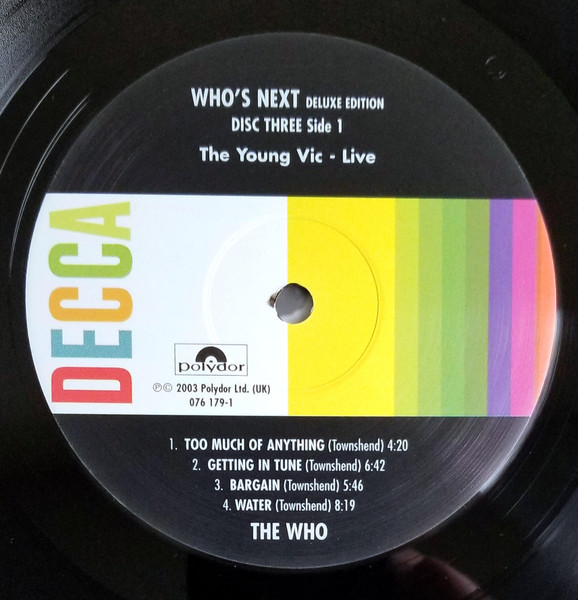 WHO'S NEXT DELUXE EDITION
DISC THREE Side 1
The Young Vic - Live
DECCA
polydor
℗ © 2003 Polydor Ltd. (UK)
076 179-1
1. TOO MUCH OF ANYTHING (Townshend) 4:20
2. GETTING IN TUNE (Townshend) 6:42
3. BARGAIN (Townshend) 5:46
4. WATER (Townshend) 8:19
THE WHO